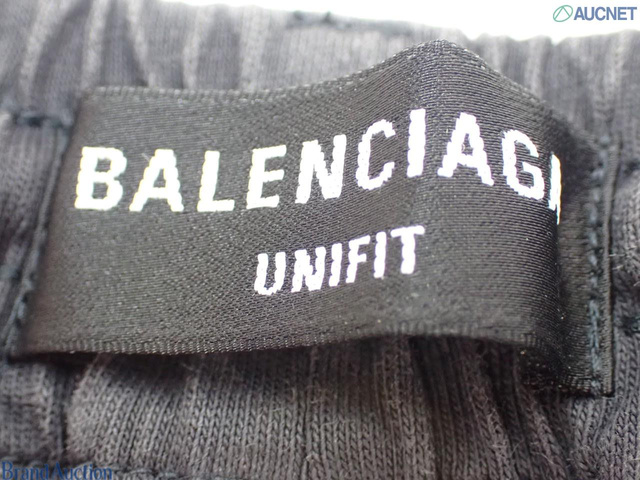 AUCNET
BALENCIAGA
UNIFIT
Brand Auction